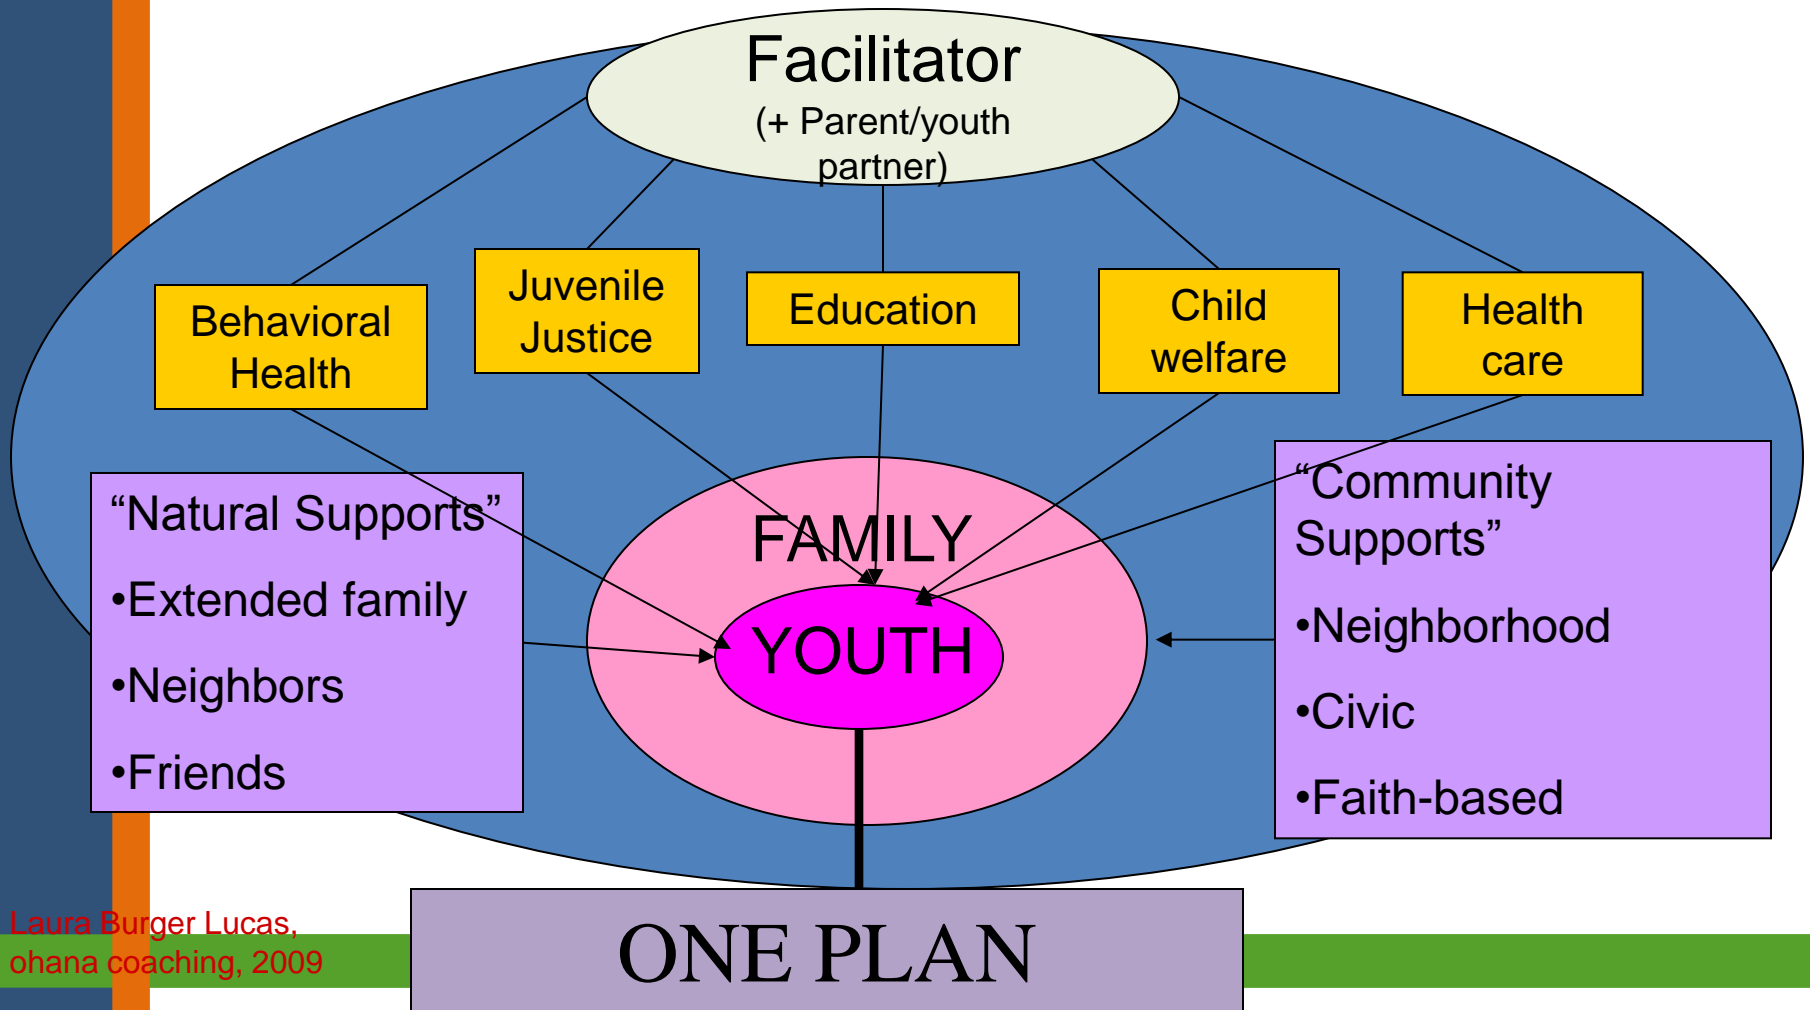 Facilitator
(+ Parent/youth
partner)
Behavioral
Health
Juvenile
Justice
Education
Child
welfare
Health
care
“Natural Supports”
•Extended family
•Neighbors
•Friends
FAMILY
YOUTH
“Community
Supports”
•Neighborhood
•Civic
•Faith-based
Laura Burger Lucas,
ohana coaching, 2009
ONE PLAN